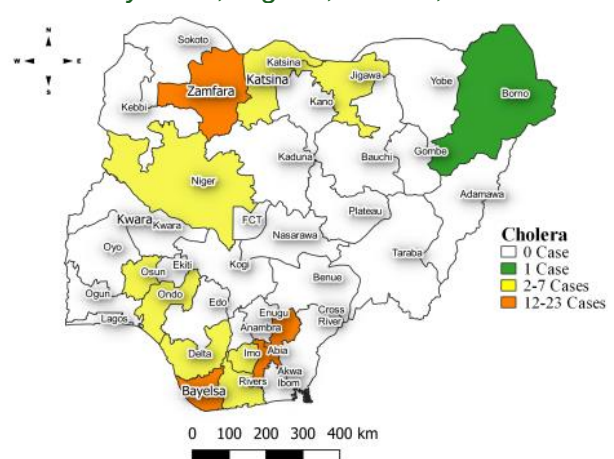 N
W E
S
Sokoto
Katsina
Katsina
Jigawa
Yobe
Borno
Zamfara
Kebbi
Kano
Gombe
Bauchi
Kaduna
Niger
Adamawa
Plateau
FCT
Kwara
Kwara
Nasarawa
Taraba
Oyo
Osun
Ekiti
Kogi
Benue
Ogun
Ondo
Edo
Lagos
Enugu
Anambra
Cross
River
Delta
Imo
Abia
Akwa
Ibom
Rivers
Bayelsa
Cholera
0 Case
1 Case
2-7 Cases
12-23 Cases
0 100 200 300 400 km